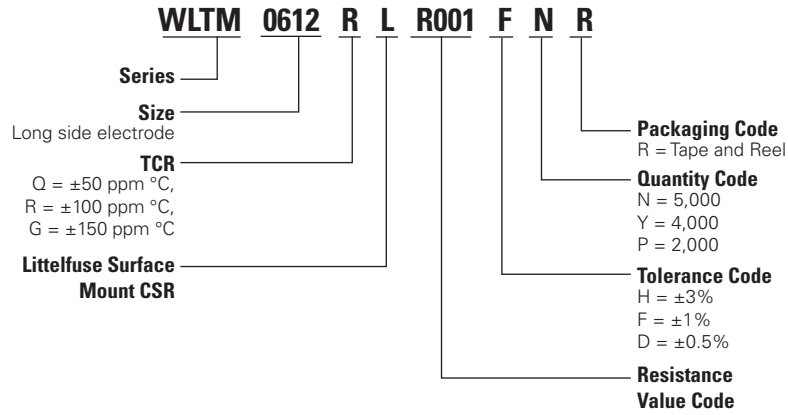 WLTM 0612 R L R001 F N R
Series
Size
Long side electrode
TCR
Q = ±50 ppm °C,
R = ±100 ppm °C,
G = ±150 ppm °C
Littelfuse Surface
Mount CSR
Packaging Code
R = Tape and Reel
Quantity Code
N = 5,000
Y = 4,000
P = 2,000
Tolerance Code
H = ±3%
F = ±1%
D = ±0.5%
Resistance
Value Code